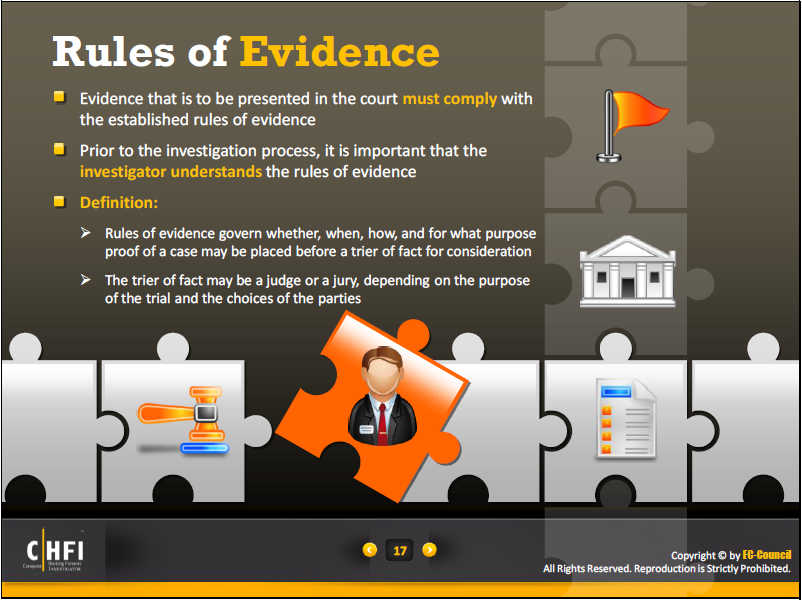 Rules of Evidence
Evidence that is to be presented in the court must comply with
the established rules of evidence
Prior to the investigation process, it is important that the
investigator understands the rules of evidence
Definition:
Rules of evidence govern whether, when, how, and for what purpose
proof of a case may be placed before a trier of fact for consideration
The trier of fact may be a judge or a jury, depending on the purpose
of the trial and the choices of the parties
CHFI
Computer Hacking Forensic
INVESTIGATOR
17
Copyright © by EC-Council
All Rights Reserved. Reproduction is Strictly Prohibited.